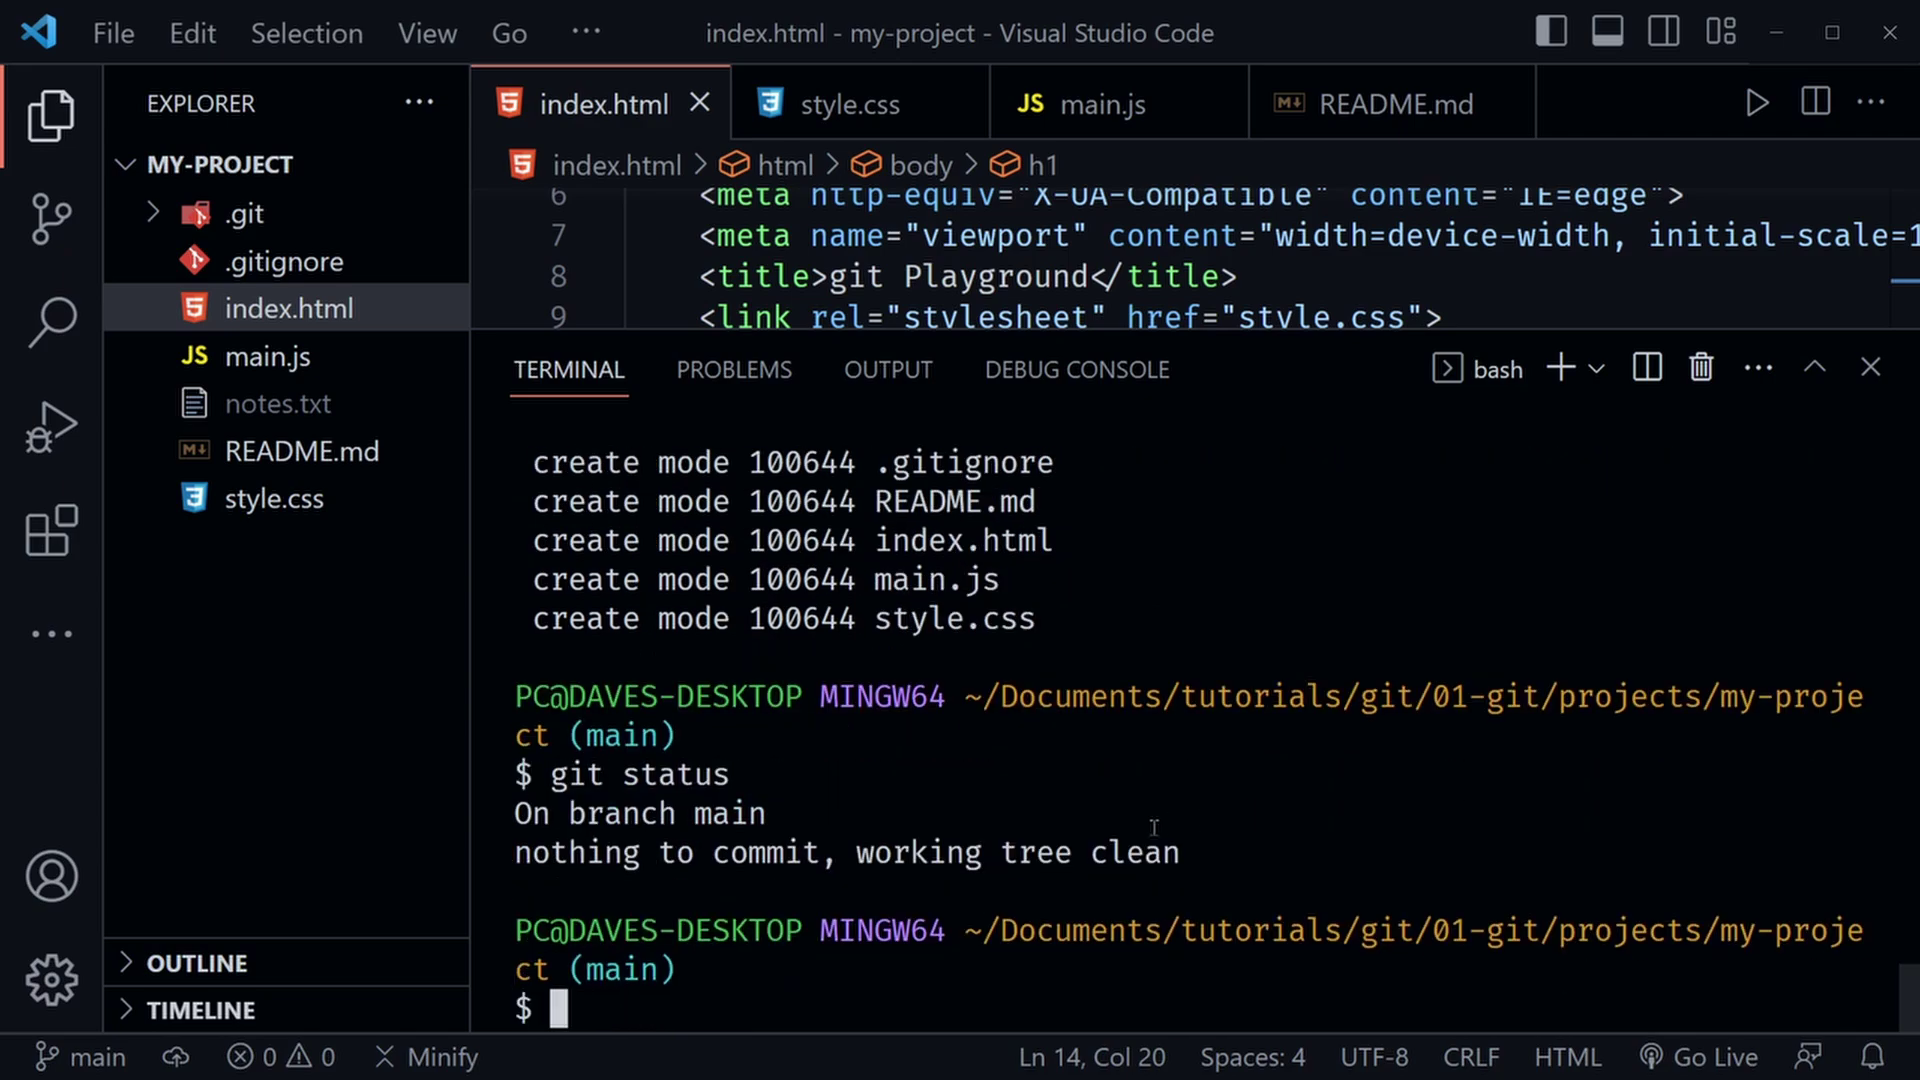 File Edit Selection View Go ··· index.html - my-project - Visual Studio Code
EXPLORER ···
MY-PROJECT
.git
.gitignore
index.html
JS main.js
notes.txt
README.md
style.css
OUTLINE
TIMELINE
index.html style.css JS main.js README.md ···
index.html > html > body > h1
6 <meta http-equiv="X-UA-Compatible" content="IE=edge">
7 <meta name="viewport" content="width=device-width, initial-scale=1
8 <title>git Playground</title>
9 <link rel="stylesheet" href="style.css">
TERMINAL PROBLEMS OUTPUT DEBUG CONSOLE bash ···
create mode 100644 .gitignore
create mode 100644 README.md
create mode 100644 index.html
create mode 100644 main.js
create mode 100644 style.css
PC@DAVES-DESKTOP MINGW64 ~/Documents/tutorials/git/01-git/projects/my-proje
ct (main)
$ git status
On branch main
nothing to commit, working tree clean
PC@DAVES-DESKTOP MINGW64 ~/Documents/tutorials/git/01-git/projects/my-proje
ct (main)
$
main 0 0 Minify Ln 14, Col 20 Spaces: 4 UTF-8 CRLF HTML Go Live